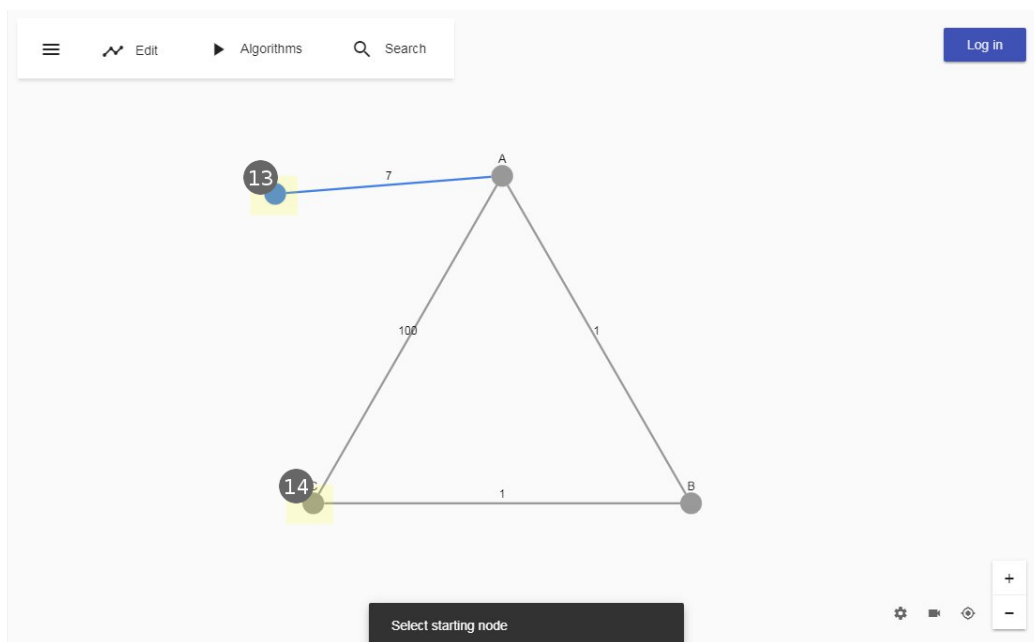 Edit
Algorithms
Search
Log in
A
13
7
100
1
14
B
1
Select starting node
+
−